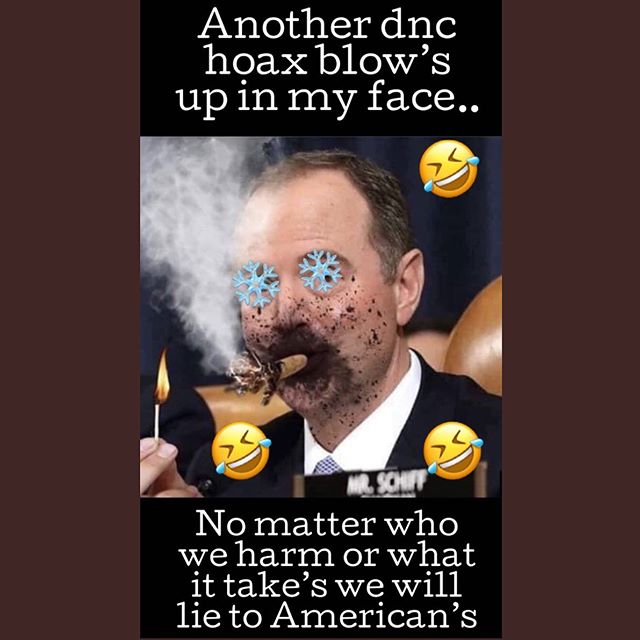 Another dnc
hoax blow’s
up in my face..
MR. SCHIFF
No matter who
we harm or what
it take’s we will
lie to American’s